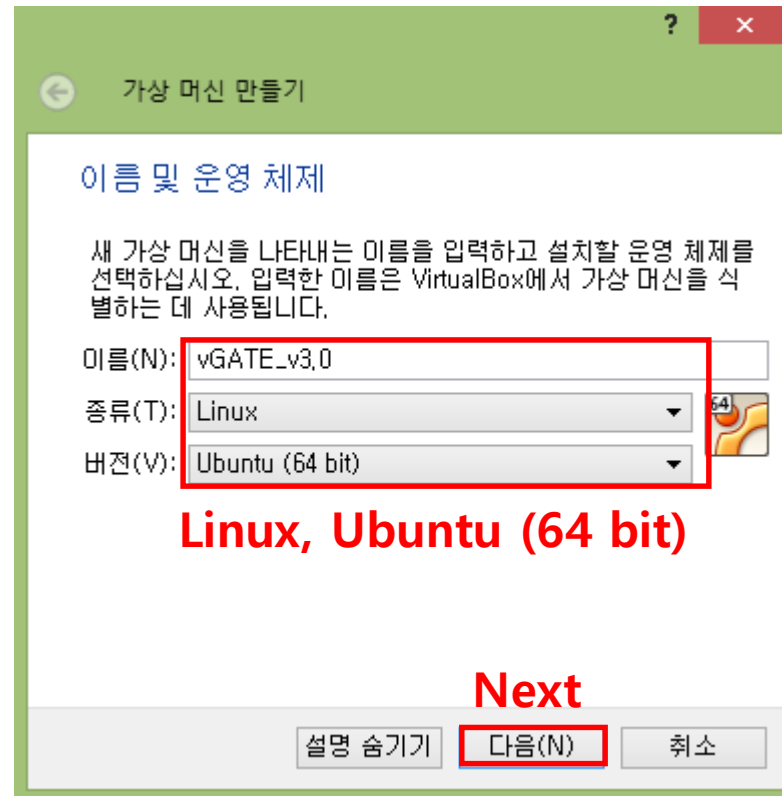 ?
가상 머신 만들기
이름 및 운영 체제
새 가상 머신을 나타내는 이름을 입력하고 설치할 운영 체제를
선택하십시오. 입력한 이름은 VirtualBox에서 가상 머신을 식
별하는 데 사용됩니다.
이름(N): vGATE_v3.0
종류(T): Linux
64
버전(V): Ubuntu (64 bit)
Linux, Ubuntu (64 bit)
Next
설명 숨기기 다음(N) 취소